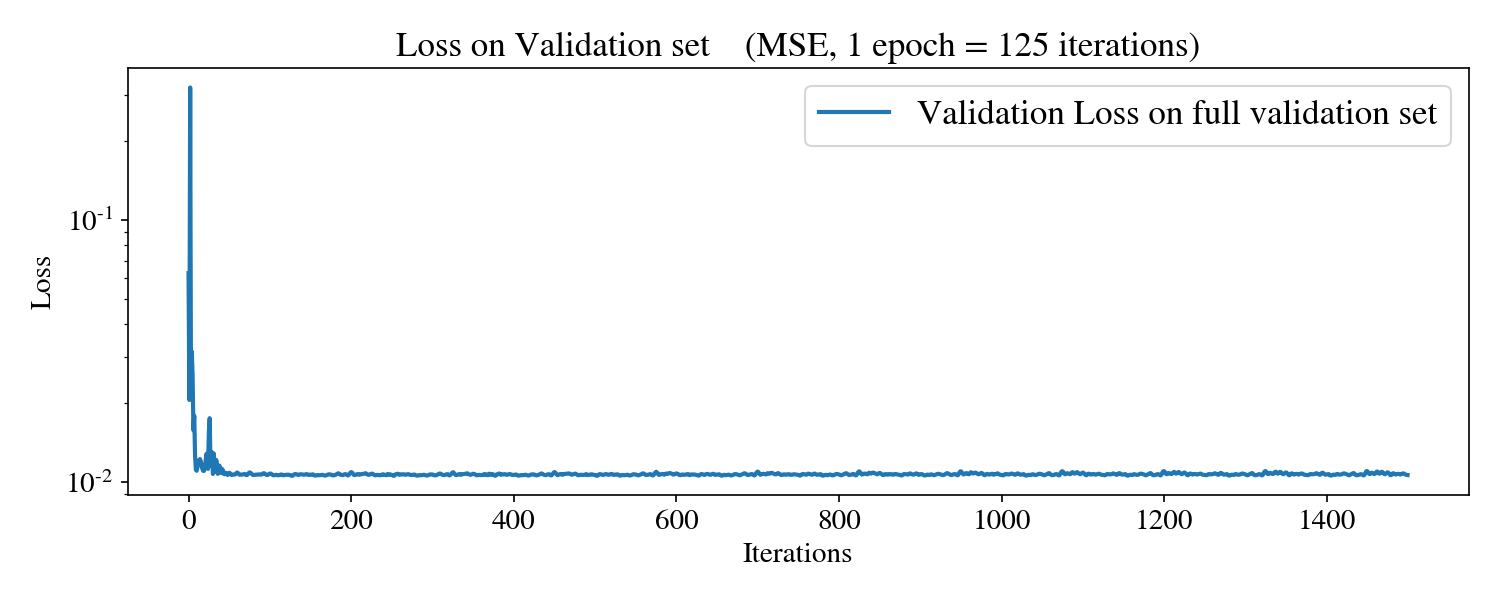 Loss on Validation set (MSE, 1 epoch = 125 iterations)
Validation Loss on full validation set
Loss
10-1
10-2
0 200 400 600 800 1000 1200 1400
Iterations